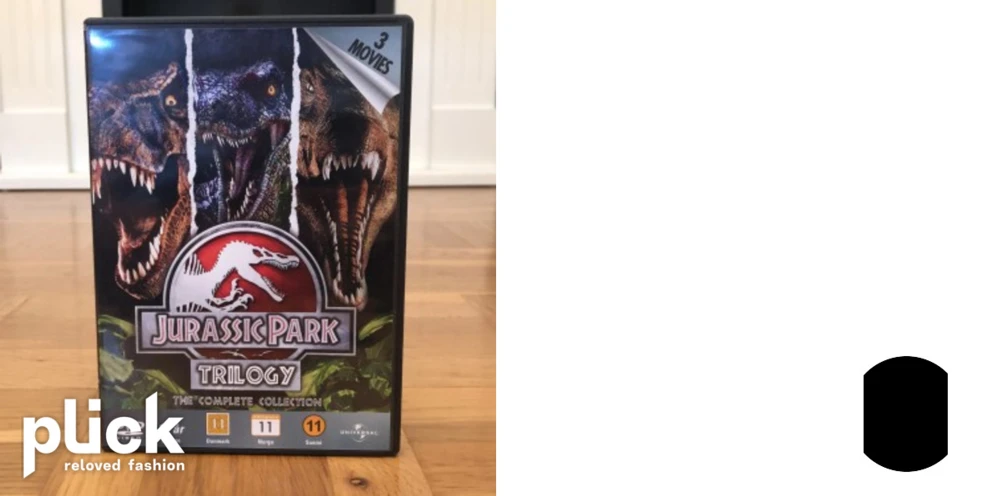 3
MOVIES
JURASSIC PARK
TRILOGY
THE COMPLETE COLLECTION
11
11
11
Danmark
Norge
Suomi
UNIVERSAL
plick
reloved fashion